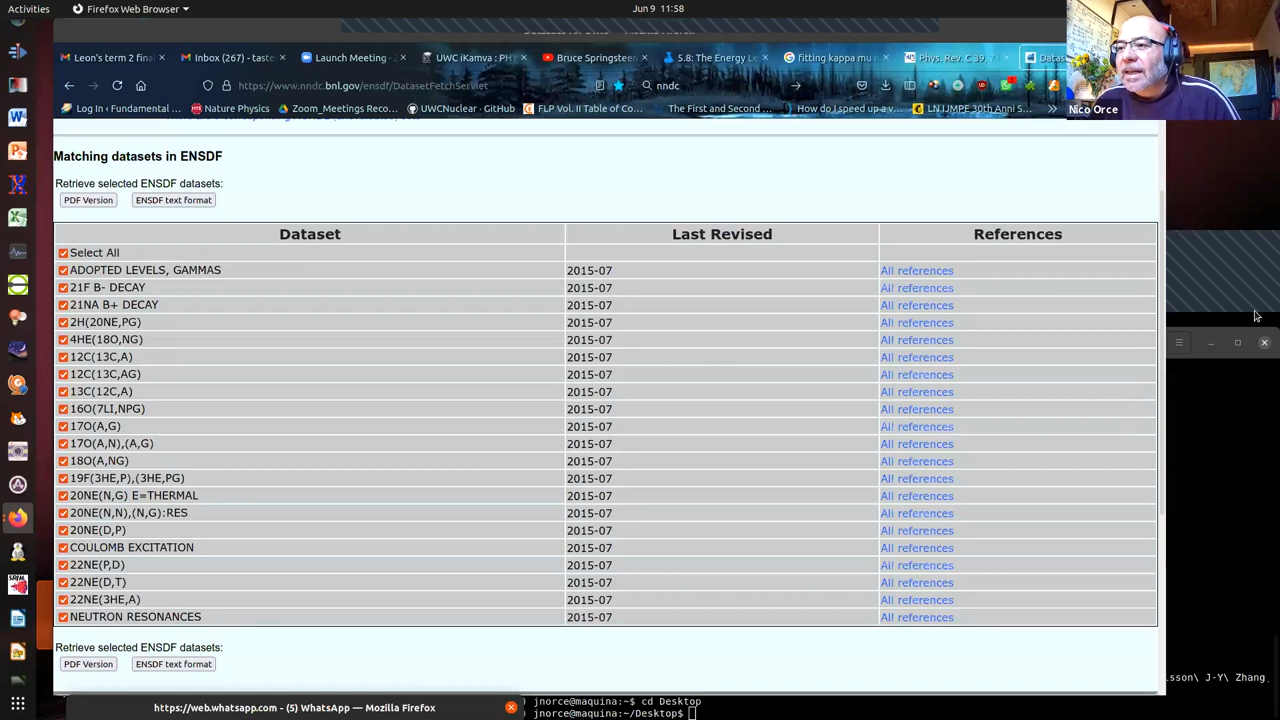 Activities
Firefox Web Browser
Jun 9 11:58
Leon's term 2 final
Inbox (267) - taste
Launch Meeting -
UWC iKamva : PHY
Bruce Springsteen
5.8: The Energy Le
fitting kappa mu n
Phys. Rev. C 39,
Datas
https://www.nndc.bnl.gov/ensdf/DatasetFetchServlet
nndc
Log In ‹ Fundamental ...
Nature Physics
Zoom_Meetings Reco...
UWCNuclear · GitHub
FLP Vol. II Table of Co...
The First and Second ...
How do I speed up a v...
LN IJMPE 30th Anni S...
Nico Orce
Matching datasets in ENSDF
Retrieve selected ENSDF datasets:
PDF Version ENSDF text format
Dataset Last Revised References
Select All
ADOPTED LEVELS, GAMMAS 2015-07 All references
21F B- DECAY 2015-07 All references
21NA B+ DECAY 2015-07 All references
2H(20NE,PG) 2015-07 All references
4HE(18O,NG) 2015-07 All references
12C(13C,A) 2015-07 All references
12C(13C,AG) 2015-07 All references
13C(12C,A) 2015-07 All references
16O(7LI,NPG) 2015-07 All references
17O(A,G) 2015-07 All references
17O(A,N),(A,G) 2015-07 All references
18O(A,NG) 2015-07 All references
19F(3HE,P),(3HE,PG) 2015-07 All references
20NE(N,G) E=THERMAL 2015-07 All references
20NE(N,N),(N,G):RES 2015-07 All references
20NE(D,P) 2015-07 All references
COULOMB EXCITATION 2015-07 All references
22NE(P,D) 2015-07 All references
22NE(D,T) 2015-07 All references
22NE(3HE,A) 2015-07 All references
NEUTRON RESONANCES 2015-07 All references
Retrieve selected ENSDF datasets:
PDF Version ENSDF text format
sson\ J-Y\ Zhang
https://web.whatsapp.com - (5) WhatsApp — Mozilla Firefox
) jnorce@maquina:~$ cd Desktop
) jnorce@maquina:~/Desktop$